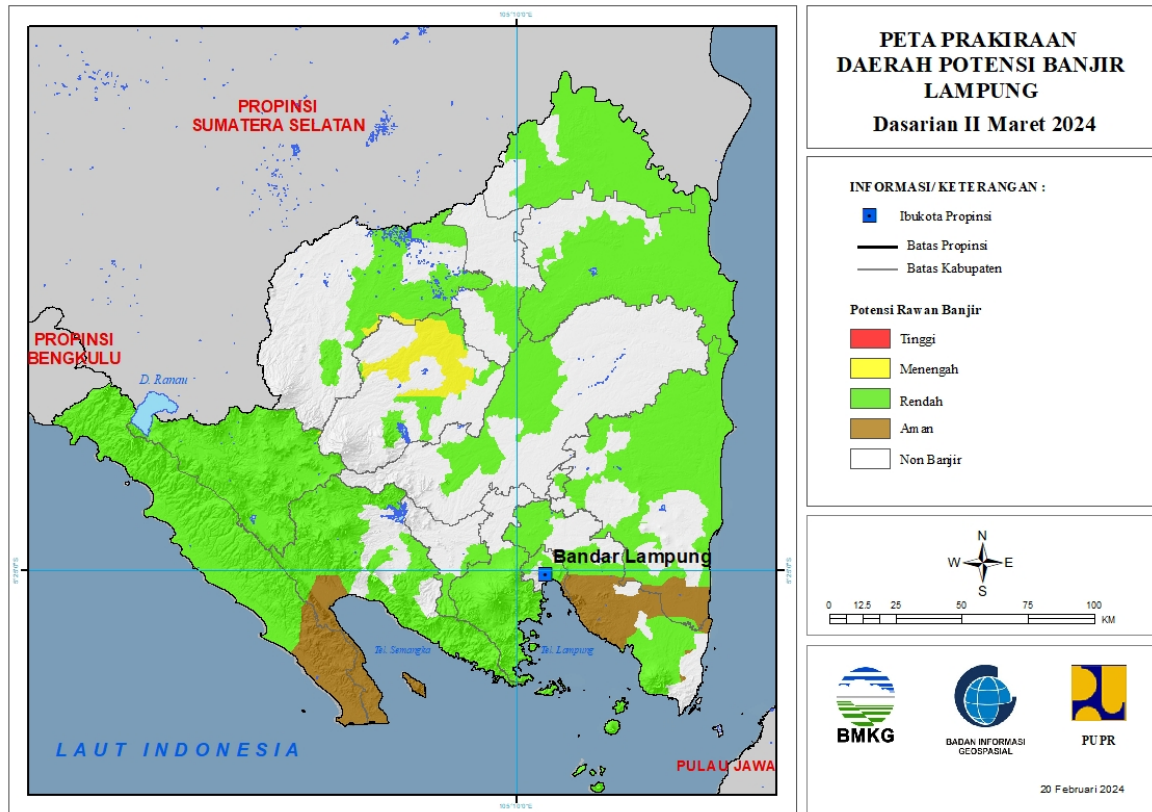 PROPINSI
SUMATERA SELATAN
PROPINSI
BENGKULU
D. Ranau
Bandar Lampung
Tel. Semangka
Tel. Lampung
LAUT INDONESIA
PULAU JAWA
PETA PRAKIRAAN
DAERAH POTENSI BANJIR
LAMPUNG
Dasarian II Maret 2024
INFORMASI/ KETERANGAN :
Ibukota Propinsi
Batas Propinsi
Batas Kabupaten
Potensi Rawan Banjir
Tinggi
Menengah
Rendah
Aman
Non Banjir
N
W E
S
0 12.5 25 50 75 100
KM
BMKG
BADAN INFORMASI
GEOSPASIAL
PUPR
20 Februari 2024